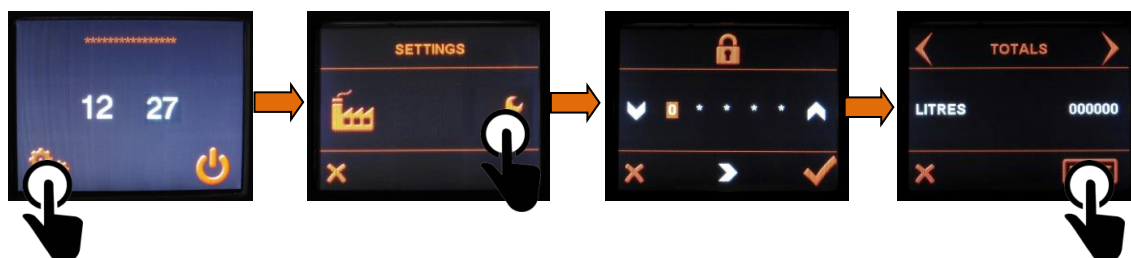 ****************
12 27
SETTINGS
0 * * * *
TOTALS
LITRES 000000